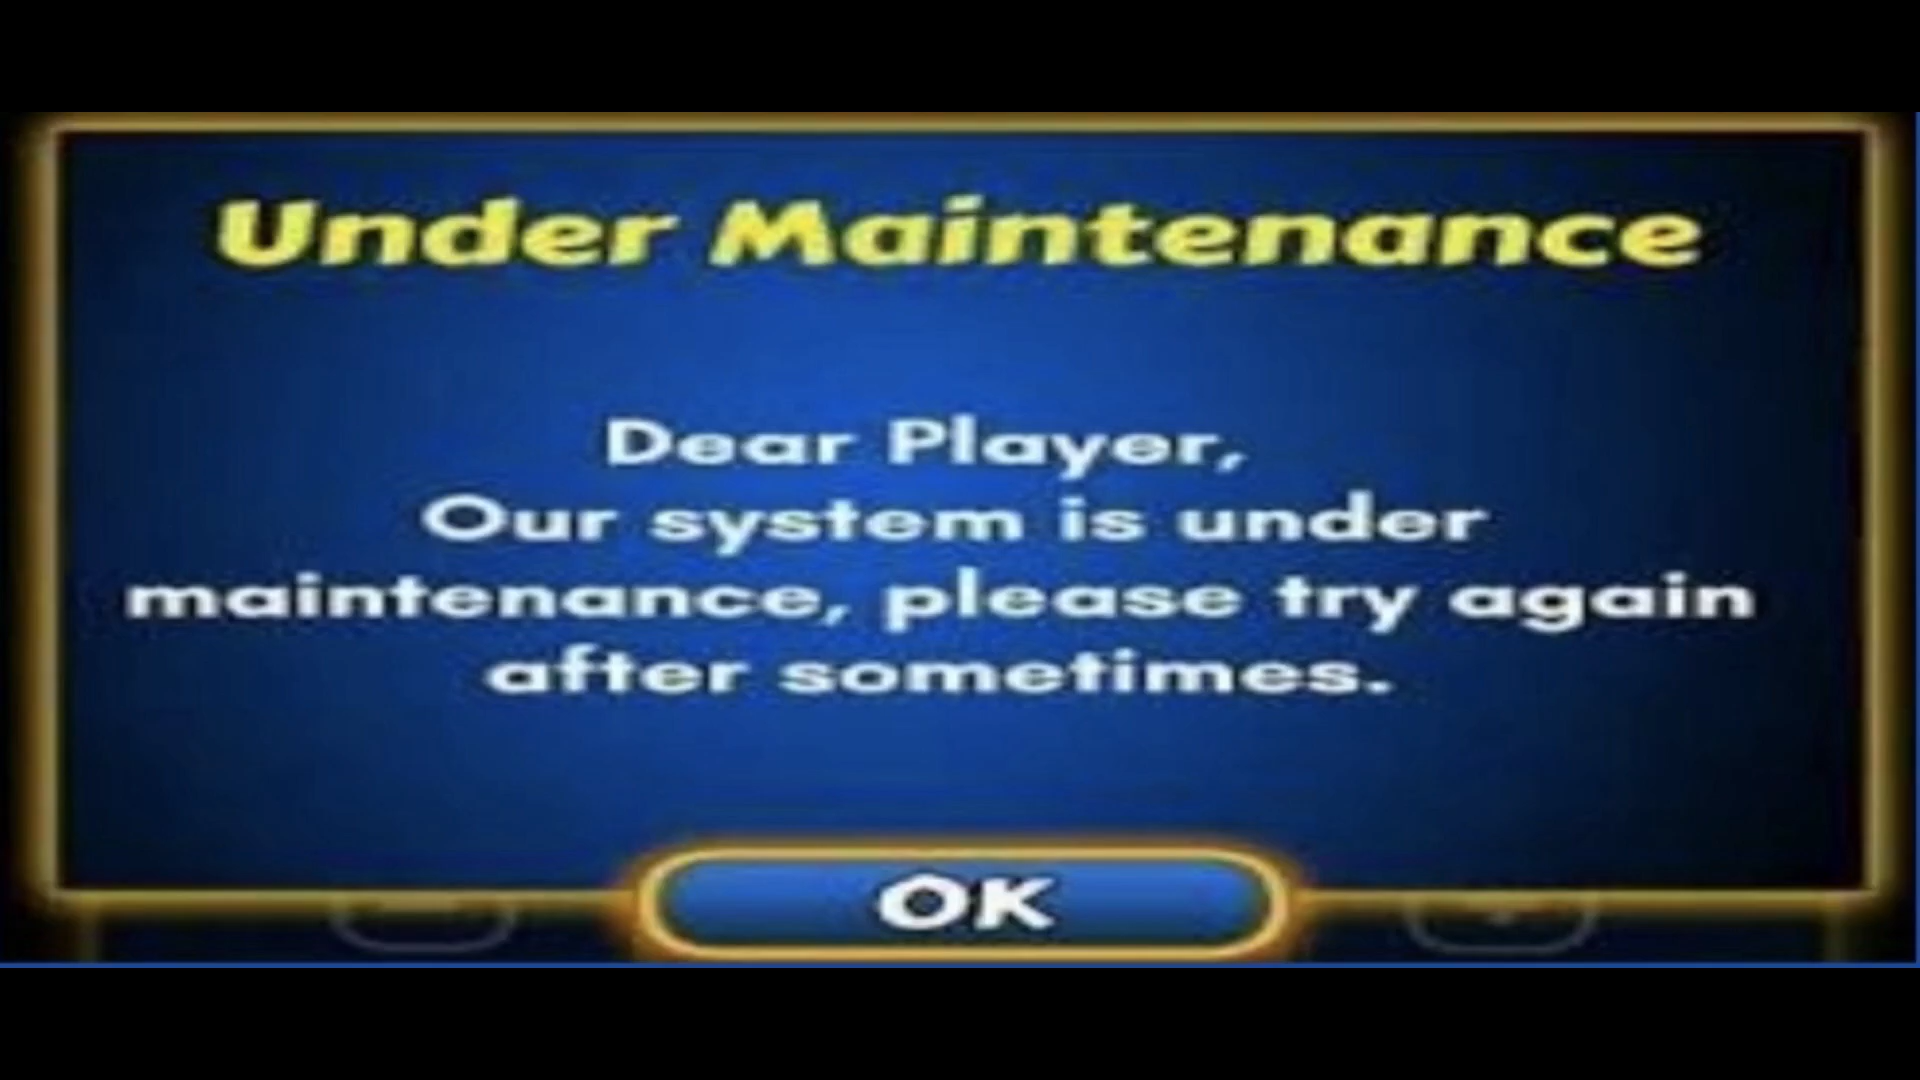 Under Maintenance
Dear Player,
Our system is under
maintenance, please try again
after sometimes.
OK